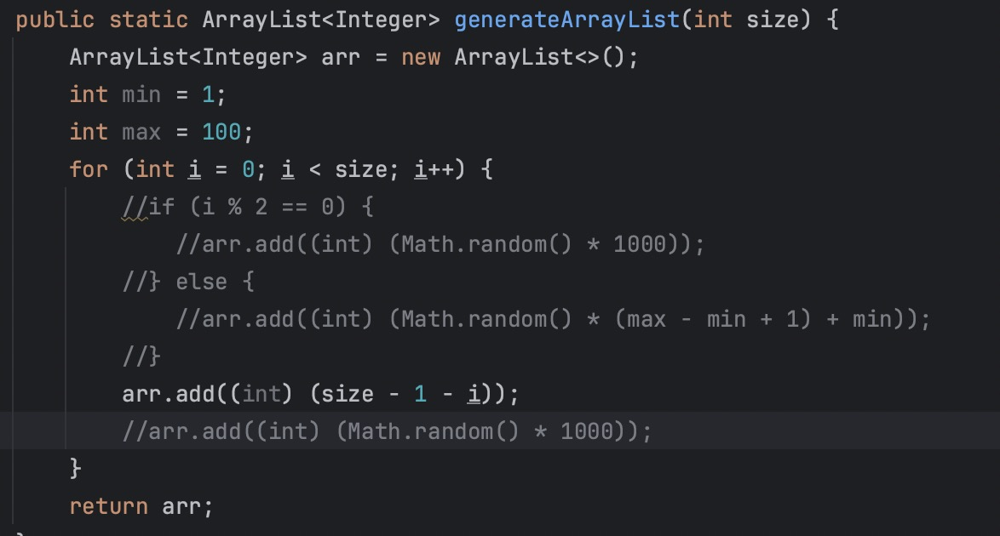 public static ArrayList<Integer> generateArrayList(int size) {
    ArrayList<Integer> arr = new ArrayList<>();
    int min = 1;
    int max = 100;
    for (int i = 0; i < size; i++) {
        //if (i % 2 == 0) {
            //arr.add((int) (Math.random() * 1000));
        //} else {
            //arr.add((int) (Math.random() * (max - min + 1) + min));
        //}
        arr.add((int) (size - 1 - i));
        //arr.add((int) (Math.random() * 1000));
    }
    return arr;
}